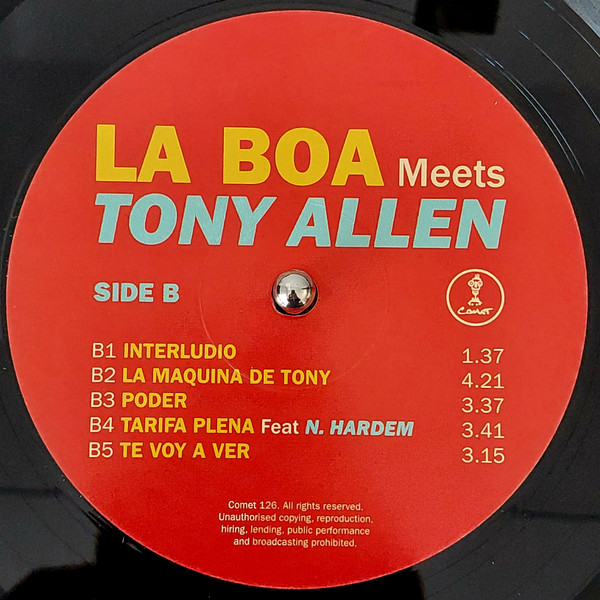 LA BOA Meets
TONY ALLEN
SIDE B
Comet
B1 INTERLUDIO 1.37
B2 LA MAQUINA DE TONY 4.21
B3 PODER 3.37
B4 TARIFA PLENA Feat N. HARDEM 3.41
B5 TE VOY A VER 3.15
Comet 126. All rights reserved.
Unauthorised copying, reproduction,
hiring, lending, public performance
and broadcasting prohibited.